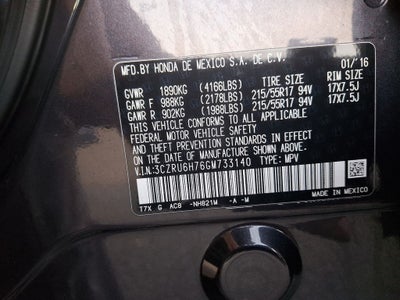 MFD.BY HONDA DE MEXICO S.A. DE C.V. 01/'16
GVWR 1890KG (4166LBS) TIRE SIZE RIM SIZE
GAWR F 988KG (2178LBS) 215/55R17 94V 17X7.5J
GAWR R 902KG (1988LBS) 215/55R17 94V 17X7.5J
THIS VEHICLE CONFORMS TO ALL APPLICABLE
FEDERAL MOTOR VEHICLE SAFETY AND THEFT
PREVENTION STANDARDS IN EFFECT ON THE DATE
OF MANUFACTURE SHOWN ABOVE.
V.I.N:3CZRU6H76GM733140 TYPE: MPV
MADE IN MEXICO
T7X G AC8 -NH821M -A -M